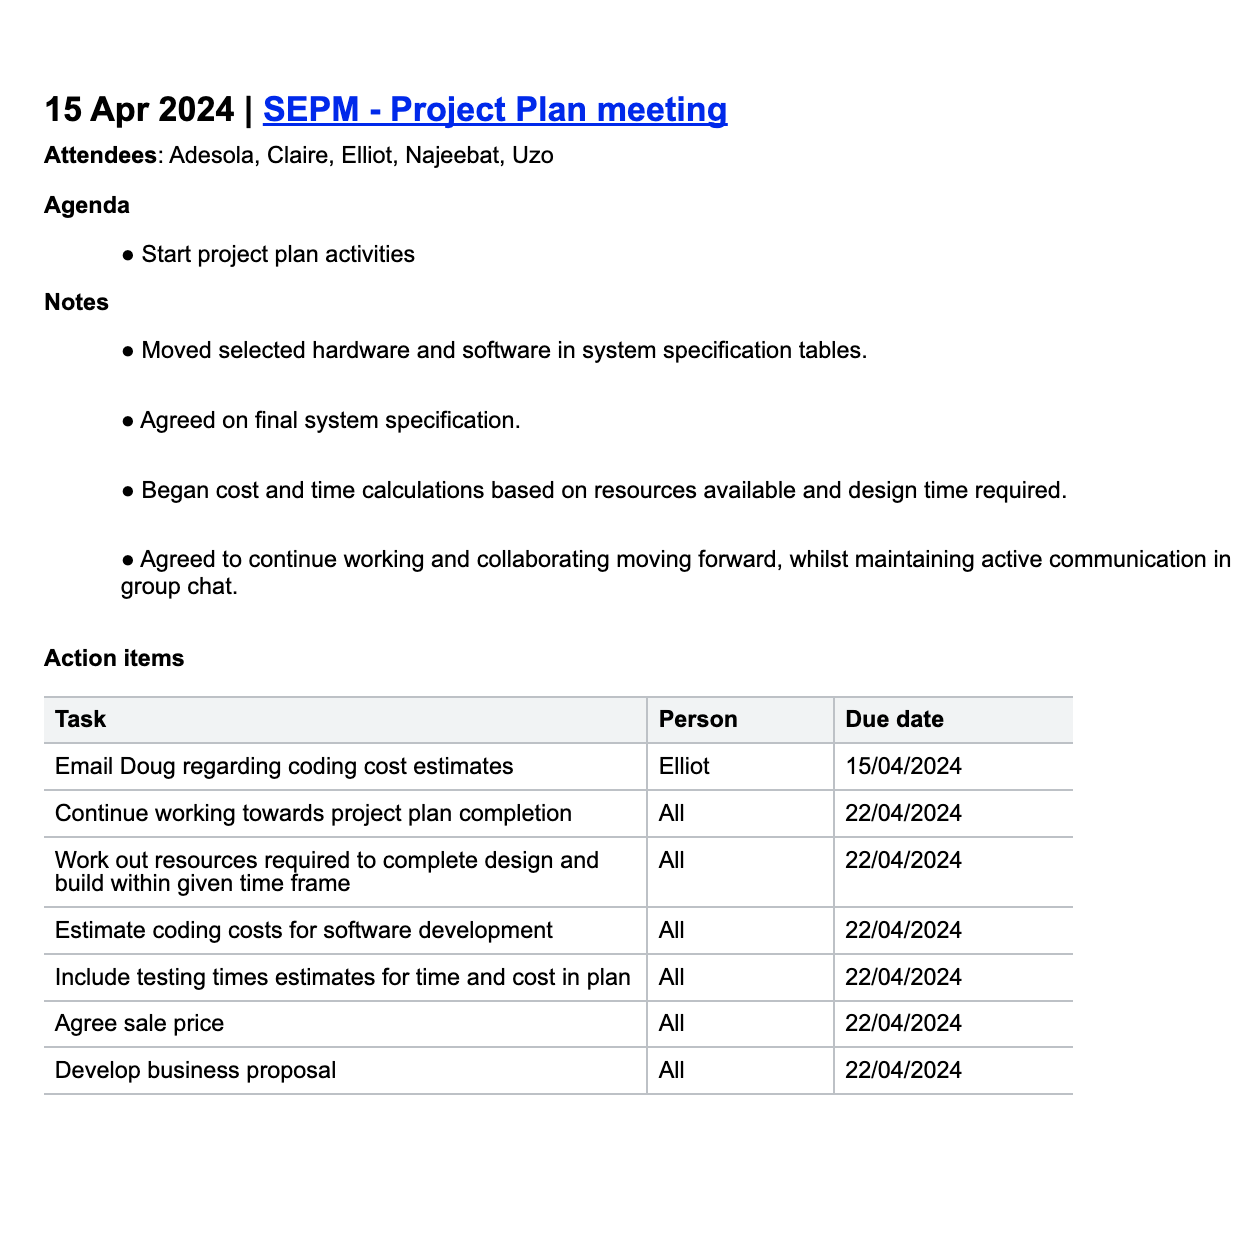 15 Apr 2024 | SEPM - Project Plan meeting
Attendees: Adesola, Claire, Elliot, Najeebat, Uzo
Agenda
● Start project plan activities
Notes
● Moved selected hardware and software in system specification tables.
● Agreed on final system specification.
● Began cost and time calculations based on resources available and design time required.
● Agreed to continue working and collaborating moving forward, whilst maintaining active communication in
group chat.
Action items
Task Person Due date
Email Doug regarding coding cost estimates Elliot 15/04/2024
Continue working towards project plan completion All 22/04/2024
Work out resources required to complete design and All 22/04/2024
build within given time frame
Estimate coding costs for software development All 22/04/2024
Include testing times estimates for time and cost in plan All 22/04/2024
Agree sale price All 22/04/2024
Develop business proposal All 22/04/2024